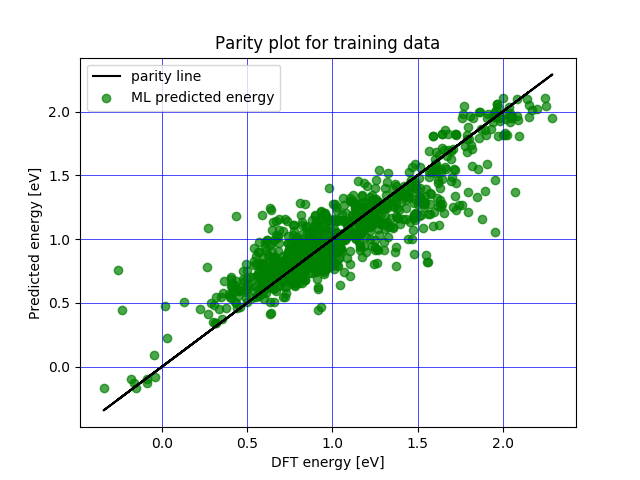 Parity plot for training data
parity line
ML predicted energy
Predicted energy [eV]
2.0
1.5
1.0
0.5
0.0
0.0 0.5 1.0 1.5 2.0
DFT energy [eV]